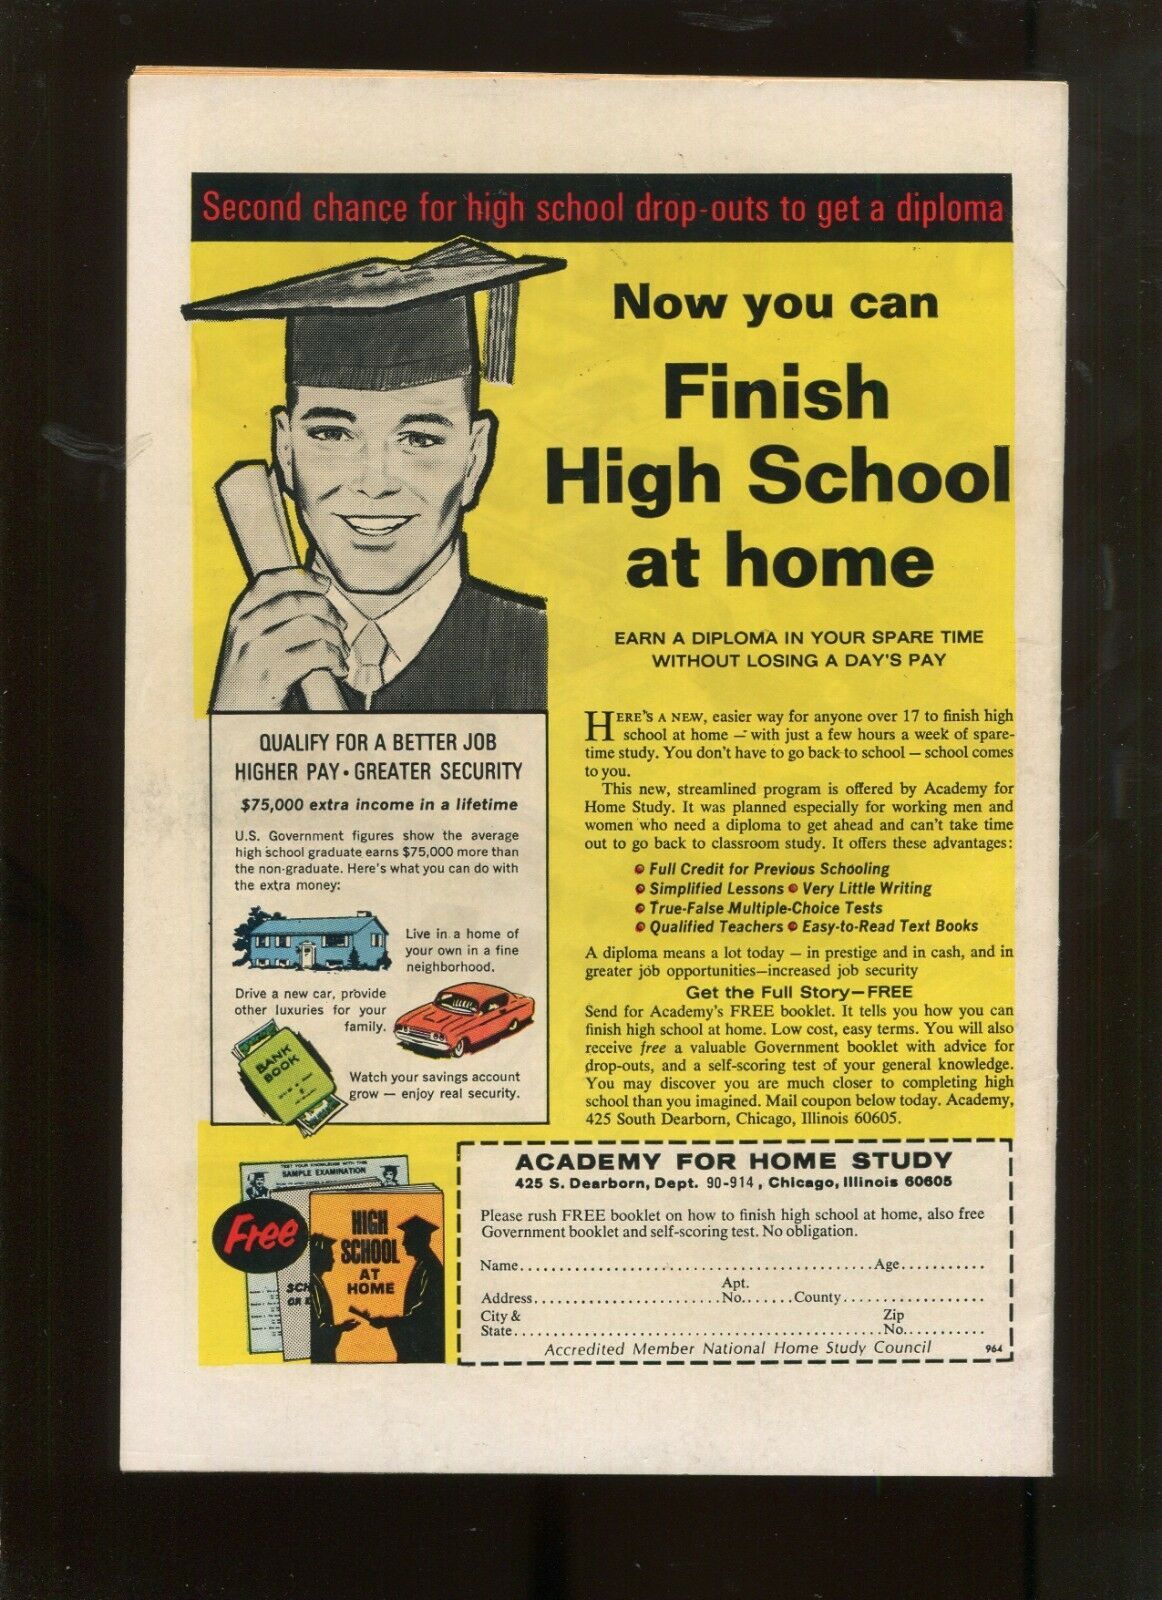 Second chance for high school drop-outs to get a diploma
Now you can
Finish
High School
at home
EARN A DIPLOMA IN YOUR SPARE TIME
WITHOUT LOSING A DAY'S PAY
HERE'S A NEW, easier way for anyone over 17 to finish high
school at home — with just a few hours a week of spare-
time study. You don't have to go back to school — school comes
to you.
This new, streamlined program is offered by Academy for
Home Study. It was planned especially for working men and
women who need a diploma to get ahead and can't take time
out to go back to classroom study. It offers these advantages:
Full Credit for Previous Schooling
Simplified Lessons • Very Little Writing
True-False Multiple-Choice Tests
Qualified Teachers • Easy-to-Read Text Books
A diploma means a lot today — in prestige and in cash, and in
greater job opportunities—increased job security
Get the Full Story—FREE
Send for Academy's FREE booklet. It tells you how you can
finish high school at home. Low cost, easy terms. You will also
receive free a valuable Government booklet with advice for
drop-outs, and a self-scoring test of your general knowledge.
You may discover you are much closer to completing high
school than you imagined. Mail coupon below today. Academy,
425 South Dearborn, Chicago, Illinois 60605.
QUALIFY FOR A BETTER JOB
HIGHER PAY • GREATER SECURITY
$75,000 extra income in a lifetime
U.S. Government figures show the average
high school graduate earns $75,000 more than
the non-graduate. Here's what you can do with
the extra money:
Live in a home of
your own in a fine
neighborhood.
Drive a new car, provide
other luxuries for your
family.
BANK
BOOK
Watch your savings account
grow — enjoy real security.
TEST YOUR KNOWLEDGE WITH THIS
SAMPLE EXAMINATION
Free
HIGH
SCHOOL
AT
HOME
SCH
OR
ACADEMY FOR HOME STUDY
425 S. Dearborn, Dept. 90-914, Chicago, Illinois 60605
Please rush FREE booklet on how to finish high school at home, also free
Government booklet and self-scoring test. No obligation.
Name.................................................Age...........
Apt.
Address........................No.......County..................
City & Zip
State.................................................No...........
Accredited Member National Home Study Council 964